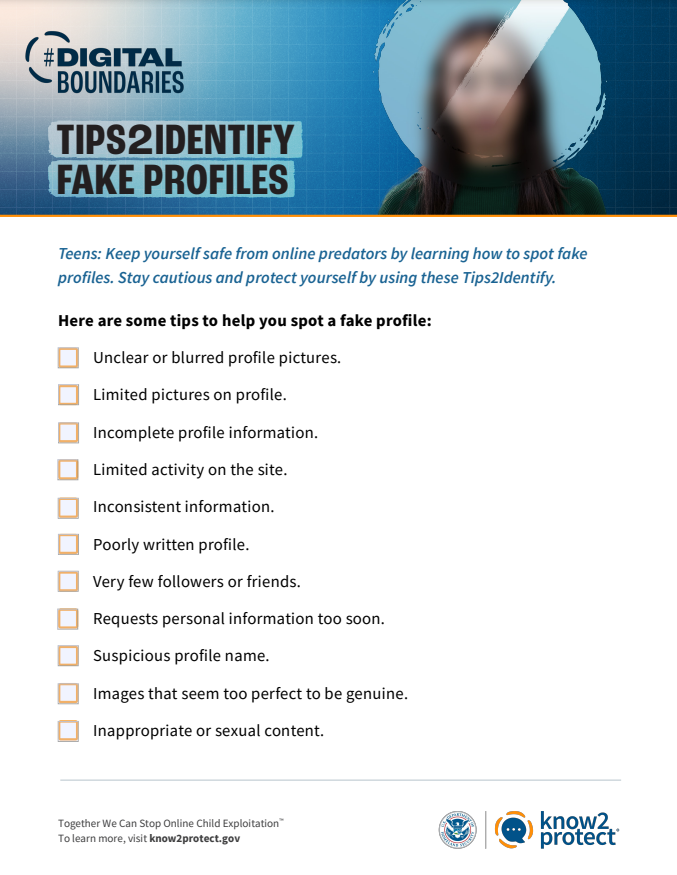 #DIGITAL
BOUNDARIES
TIPS2IDENTIFY
FAKE PROFILES
Teens: Keep yourself safe from online predators by learning how to spot fake
profiles. Stay cautious and protect yourself by using these Tips2Identify.
Here are some tips to help you spot a fake profile:
Unclear or blurred profile pictures.
Limited pictures on profile.
Incomplete profile information.
Limited activity on the site.
Inconsistent information.
Poorly written profile.
Very few followers or friends.
Requests personal information too soon.
Suspicious profile name.
Images that seem too perfect to be genuine.
Inappropriate or sexual content.
Together We Can Stop Online Child Exploitation™
To learn more, visit know2protect.gov
know2
protect®